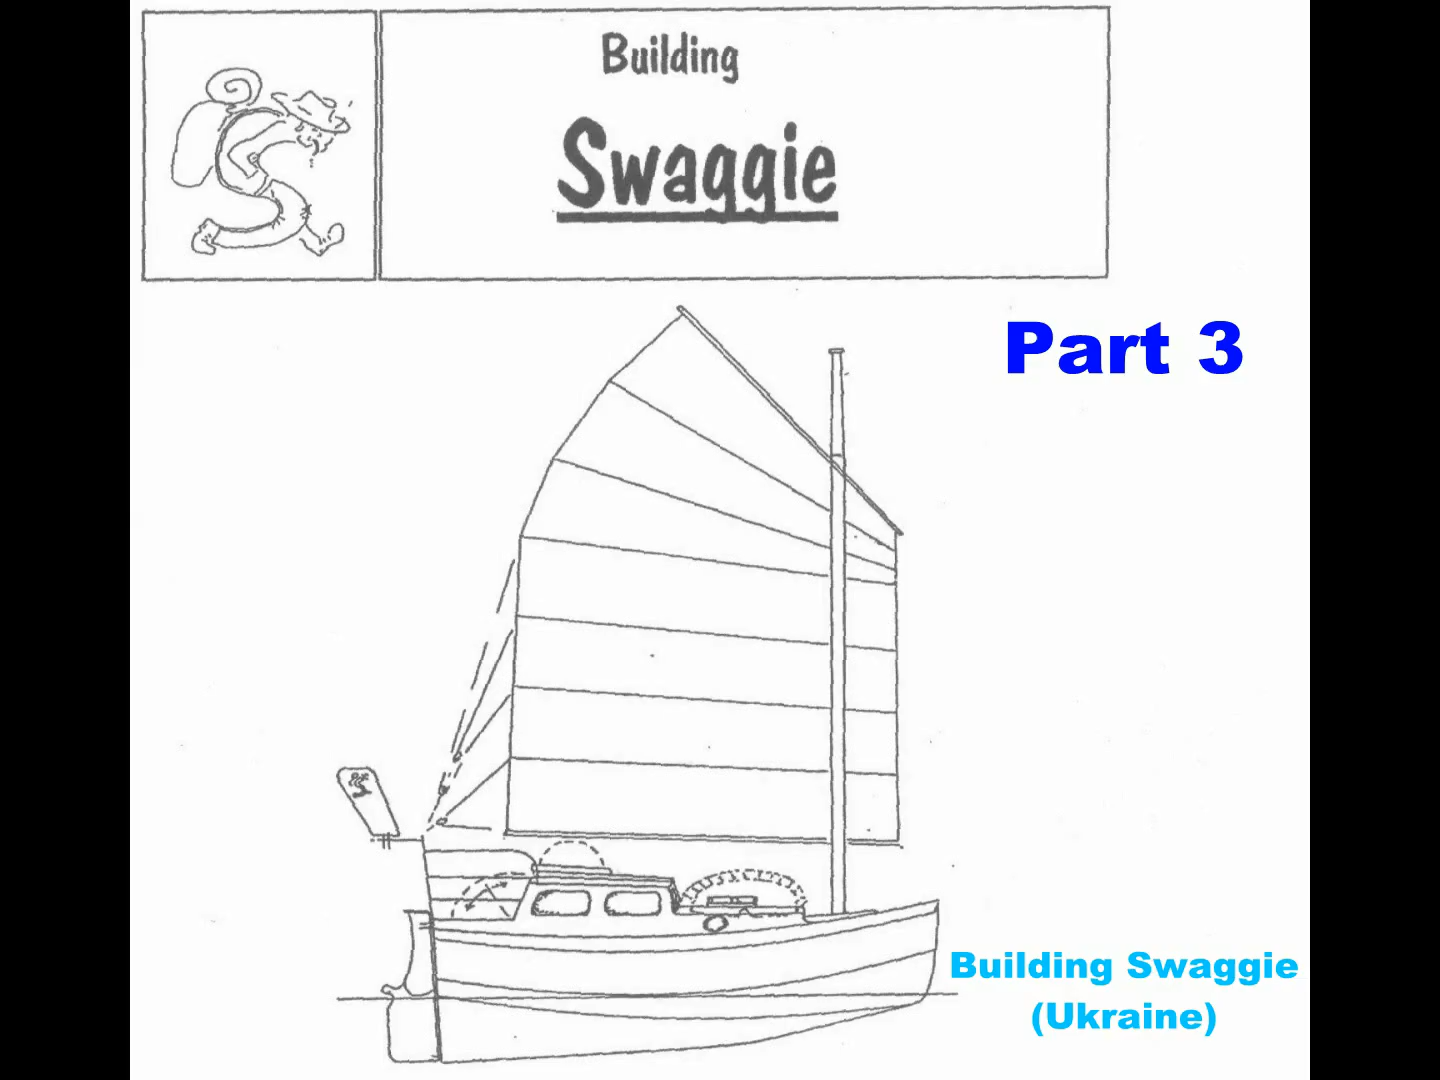 Building
Swaggie
Part 3
Building Swaggie
(Ukraine)